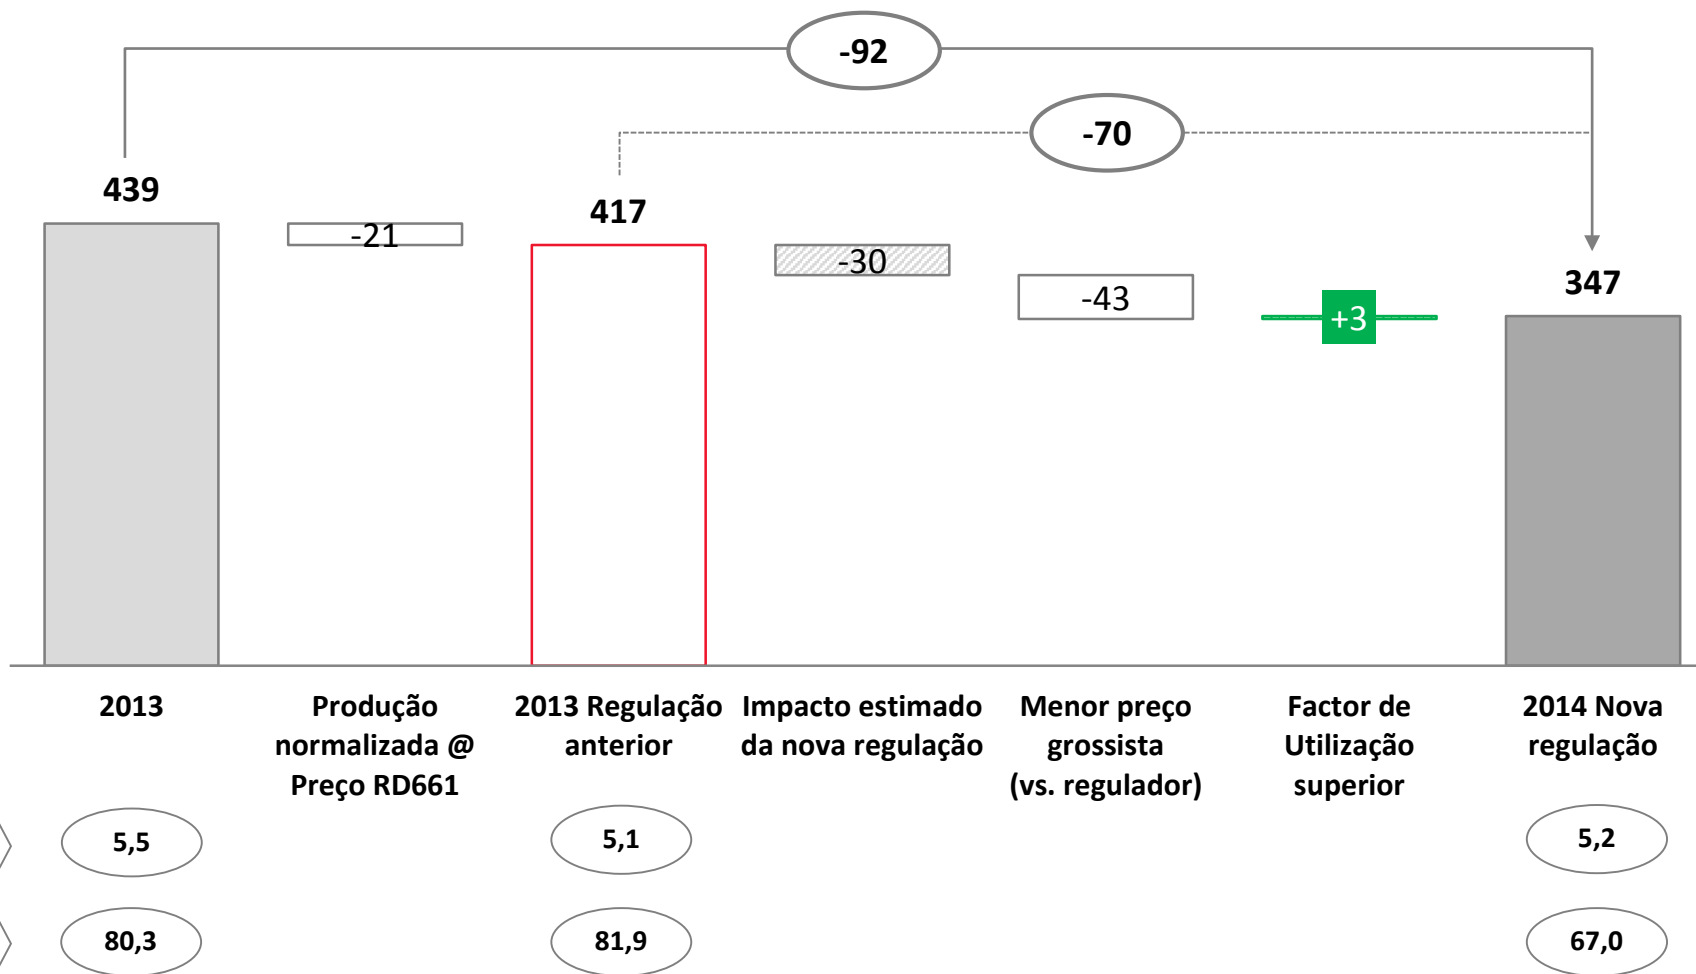 -92
-70
439
417
-21
-30
-43
+3
347
2013
Produção
normalizada @
Preço RD661
2013 Regulação
anterior
Impacto estimado
da nova regulação
Menor preço
grossista
(vs. regulador)
Factor de
Utilização
superior
2014 Nova
regulação
5,5
5,1
5,2
80,3
81,9
67,0